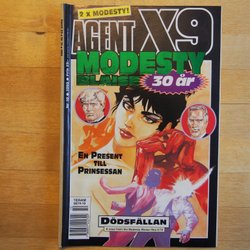 2 x MODESTY!
AGENT X9
MODESTY
BLAISE
30 år
EN PRESENT
TILL
PRINSESSAN
DÖDSFÄLLAN